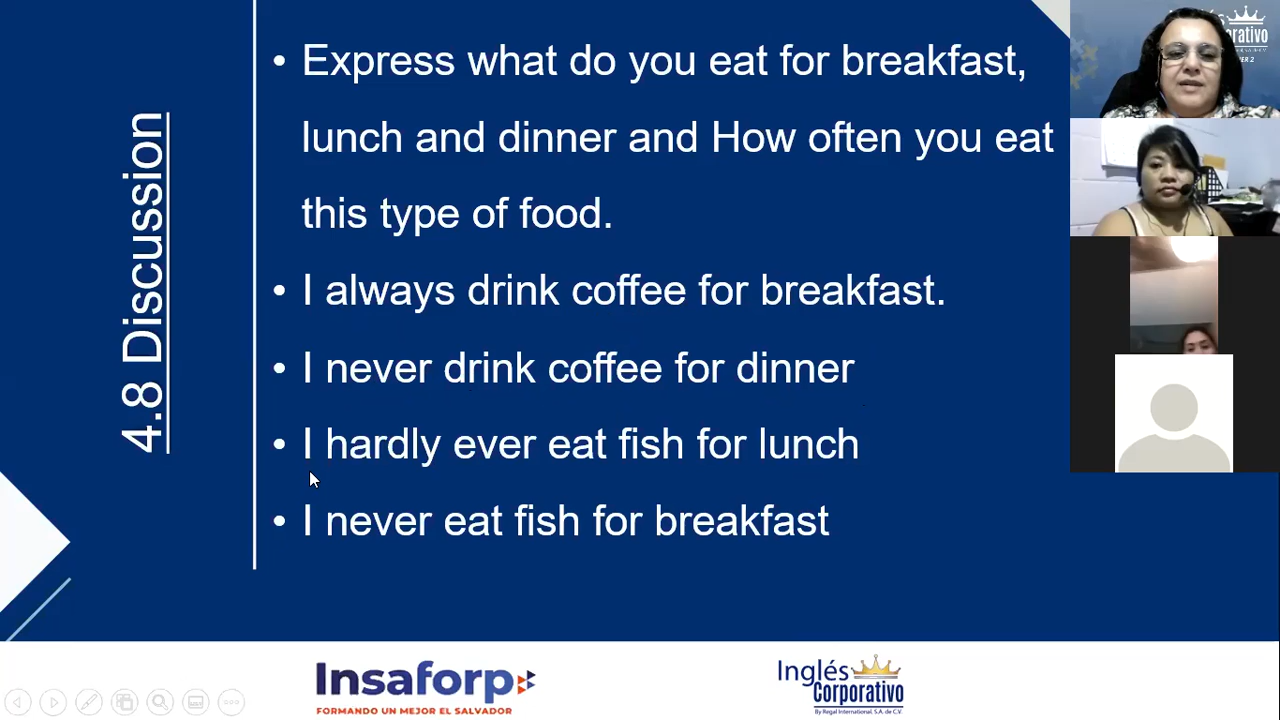 4.8 Discussion
• Express what do you eat for breakfast,
lunch and dinner and How often you eat
this type of food.
• I always drink coffee for breakfast.
• I never drink coffee for dinner
• I hardly ever eat fish for lunch
• I never eat fish for breakfast
Insaforp
FORMANDO UN MEJOR EL SALVADOR
Inglés
Corporativo
By Regal International, S.A. de C.V.